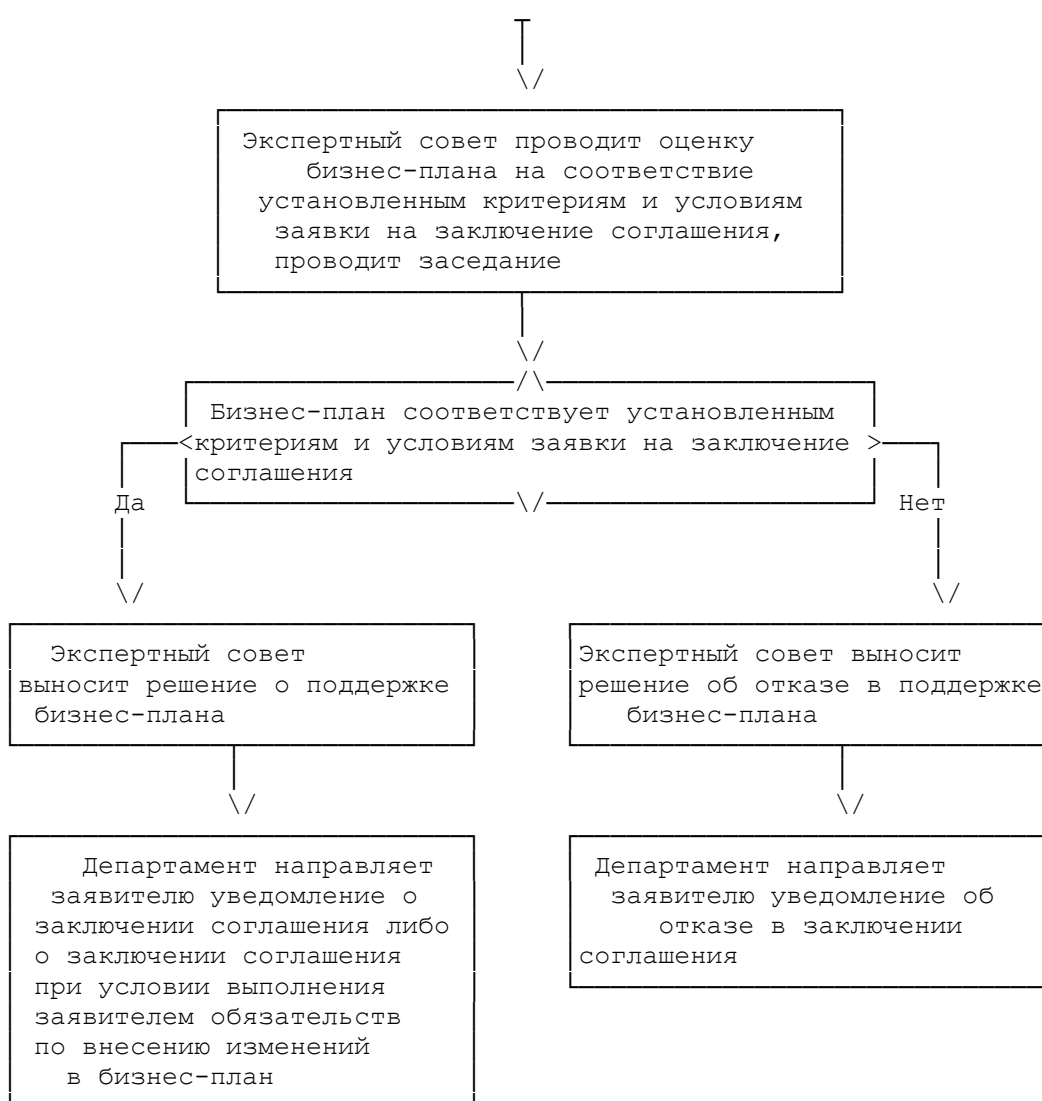 Экспертный совет проводит оценку
бизнес-плана на соответствие
установленным критериям и условиям
заявки на заключение соглашения,
проводит заседание
Бизнес-план соответствует установленным
критериям и условиям заявки на заключение
соглашения
Да
Нет
Экспертный совет
выносит решение о поддержке
бизнес-плана
Экспертный совет выносит
решение об отказе в поддержке
бизнес-плана
Департамент направляет
заявителю уведомление о
заключении соглашения либо
о заключении соглашения
при условии выполнения
заявителем обязательств
по внесению изменений
в бизнес-план
Департамент направляет
заявителю уведомление об
отказе в заключении
соглашения